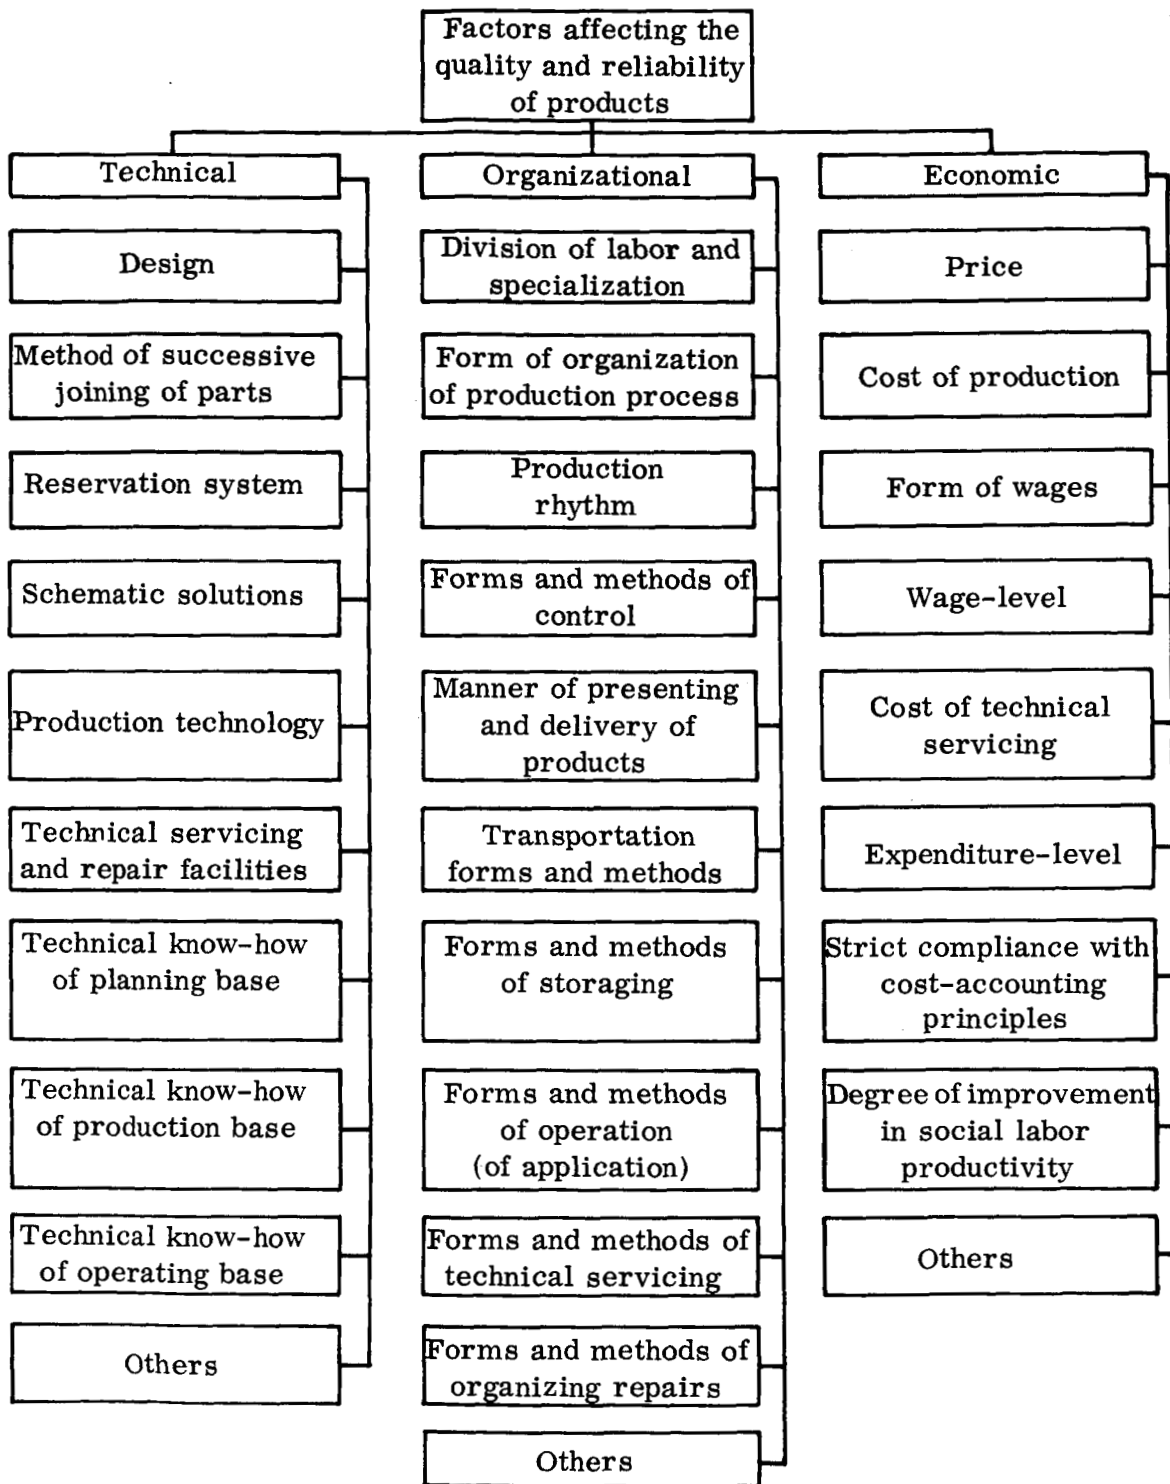 Factors affecting the
quality and reliability
of products
Technical
Design
Method of successive
joining of parts
Reservation system
Schematic solutions
Production technology
Technical servicing
and repair facilities
Technical know-how
of planning base
Technical know-how
of production base
Technical know-how
of operating base
Others
Organizational
Division of labor and
specialization
Form of organization
of production process
Production
rhythm
Forms and methods of
control
Manner of presenting
and delivery of
products
Transportation
forms and methods
Forms and methods
of storaging
Forms and methods
of operation
(of application)
Forms and methods of
technical servicing
Forms and methods of
organizing repairs
Others
Economic
Price
Cost of production
Form of wages
Wage-level
Cost of technical
servicing
Expenditure-level
Strict compliance with
cost-accounting
principles
Degree of improvement
in social labor
productivity
Others